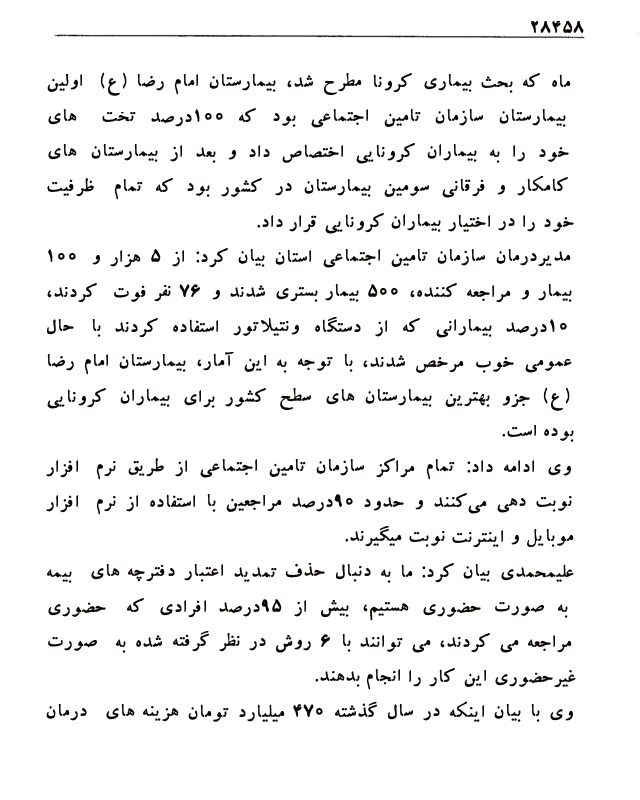 ۲۸۴۵۸
ماه که بحث بیماری کرونا مطرح شد، بیمارستان امام رضا (ع) اولین
بیمارستان سازمان تامین اجتماعی بود که ۱۰۰درصد تخت های
خود را به بیماران کرونایی اختصاص داد و بعد از بیمارستان های
کامکار و فرقانی سومین بیمارستان در کشور بود که تمام ظرفیت
خود را در اختیار بیماران کرونایی قرار داد.
مدیردرمان سازمان تامین اجتماعی استان بیان کرد: از ۵ هزار و ۱۰۰
بیمار و مراجعه کننده، ۵۰۰ بیمار بستری شدند و ۷۶ نفر فوت کردند،
۱۰درصد بیمارانی که از دستگاه ونتیلاتور استفاده کردند با حال
عمومی خوب مرخص شدند، با توجه به این آمار، بیمارستان امام رضا
(ع) جزو بهترین بیمارستان های سطح کشور برای بیماران کرونایی
بوده است.
وی ادامه داد: تمام مراکز سازمان تامین اجتماعی از طریق نرم افزار
نوبت دهی می‌کنند و حدود ۹۰درصد مراجعین با استفاده از نرم افزار
موبایل و اینترنت نوبت میگیرند.
علیمحمدی بیان کرد: ما به دنبال حذف تمدید اعتبار دفترچه های بیمه
به صورت حضوری هستیم، بیش از ۹۵درصد افرادی که حضوری
مراجعه می کردند، می توانند با ۶ روش در نظر گرفته شده به صورت
غیرحضوری این کار را انجام بدهند.
وی با بیان اینکه در سال گذشته ۴۷۰ میلیارد تومان هزینه های درمان